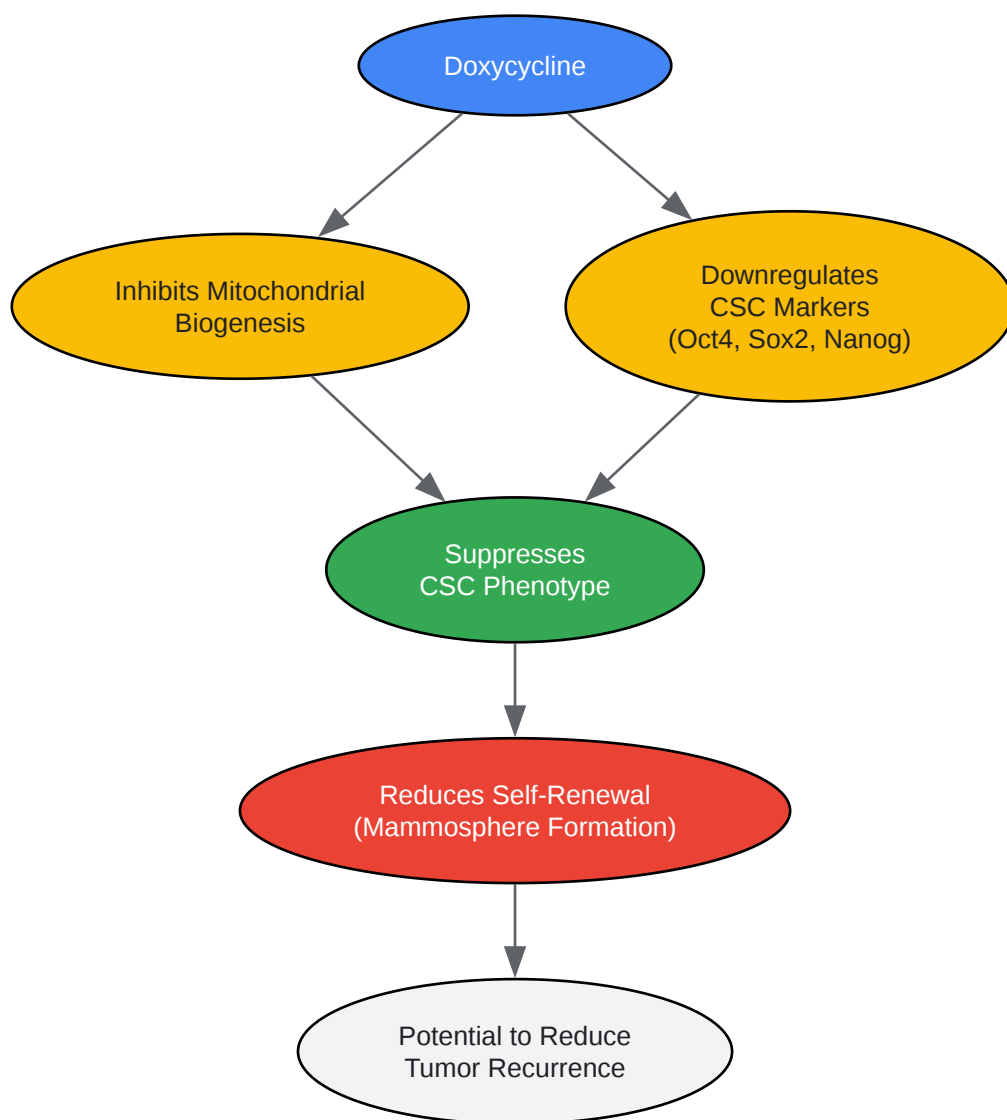 Doxycycline
Inhibits Mitochondrial
Biogenesis
Downregulates
CSC Markers
(Oct4, Sox2, Nanog)
Suppresses
CSC Phenotype
Reduces Self-Renewal
(Mammosphere Formation)
Potential to Reduce
Tumor Recurrence